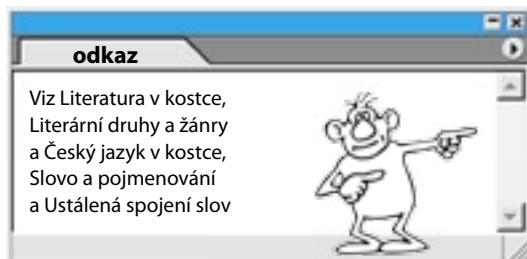 odkaz
Viz Literatura v kostce,
Literární druhy a žánry
a Český jazyk v kostce,
Slovo a pojmenování
a Ustálená spojení slov